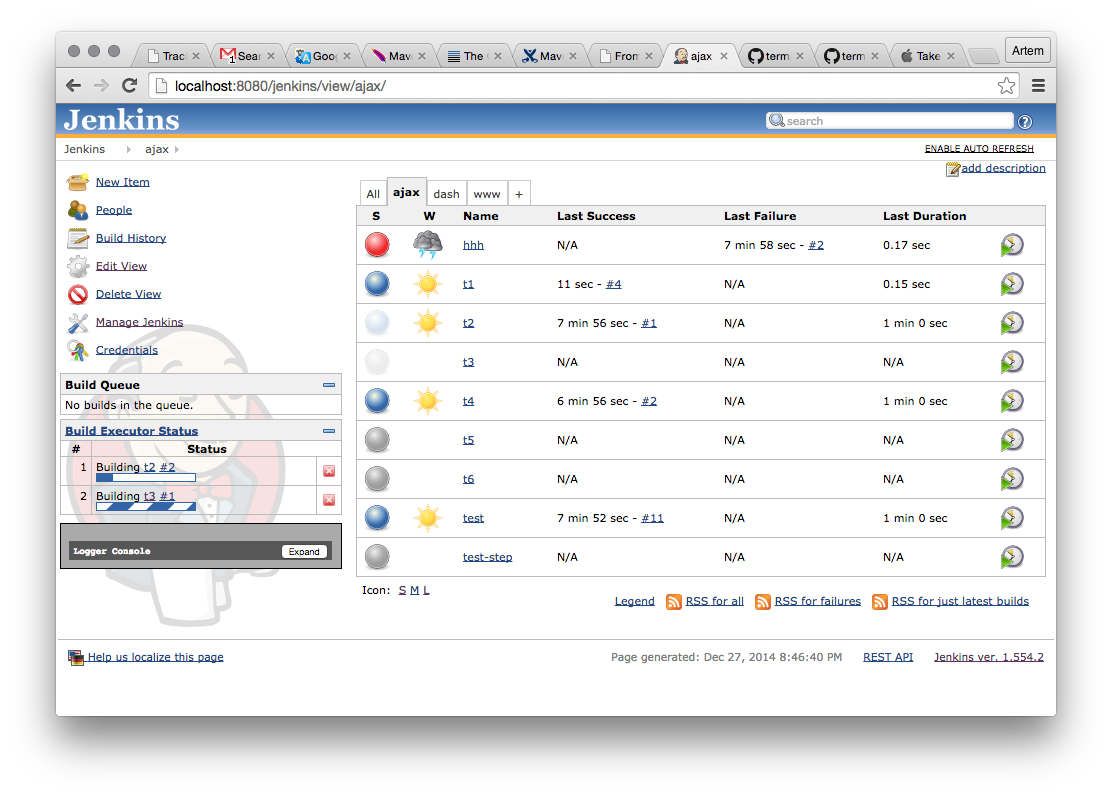 Trac Sear Goog Mave The Mav From ajax term term Take Artem
localhost:8080/jenkins/view/ajax/
Jenkins search
Jenkins ajax ENABLE AUTO REFRESH
add description
New Item
People
Build History
Edit View
Delete View
Manage Jenkins
Credentials
Build Queue
No builds in the queue.
Build Executor Status
# Status
1 Building t2 #2
2 Building t3 #1
Logger Console Expand
All ajax dash www +
S W Name Last Success Last Failure Last Duration
hhh N/A 7 min 58 sec - #2 0.17 sec
t1 11 sec - #4 N/A 0.15 sec
t2 7 min 56 sec - #1 N/A 1 min 0 sec
t3 N/A N/A N/A
t4 6 min 56 sec - #2 N/A 1 min 0 sec
t5 N/A N/A N/A
t6 N/A N/A N/A
test 7 min 52 sec - #11 N/A 1 min 0 sec
test-step N/A N/A N/A
Icon: S M L
Legend RSS for all RSS for failures RSS for just latest builds
Help us localize this page Page generated: Dec 27, 2014 8:46:40 PM REST API Jenkins ver. 1.554.2